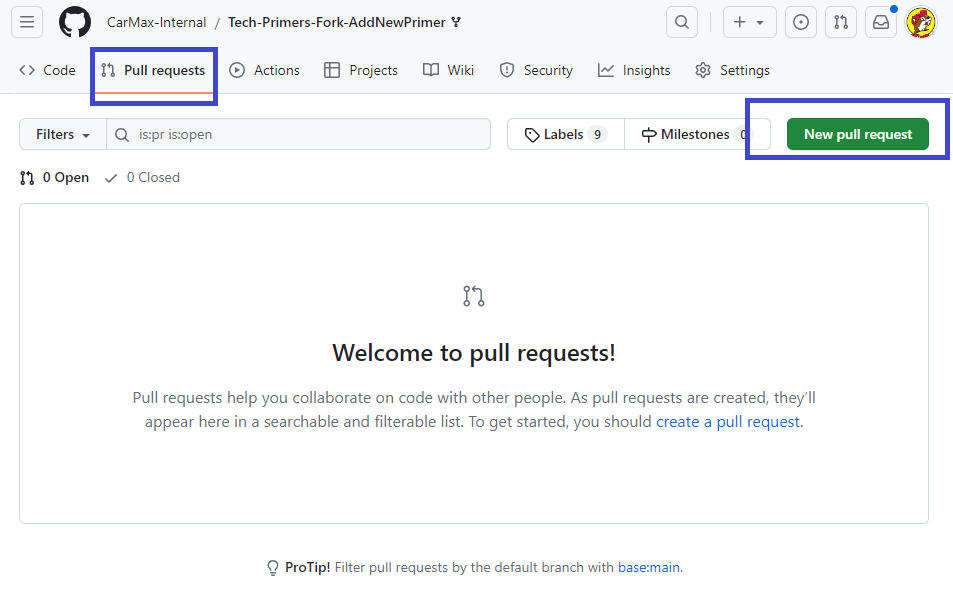 CarMax-Internal / Tech-Primers-Fork-AddNewPrimer
Code Pull requests Actions Projects Wiki Security Insights Settings
Filters is:pr is:open Labels 9 Milestones 0 New pull request
0 Open 0 Closed
Welcome to pull requests!
Pull requests help you collaborate on code with other people. As pull requests are created, they’ll
appear here in a searchable and filterable list. To get started, you should create a pull request.
ProTip! Filter pull requests by the default branch with base:main.